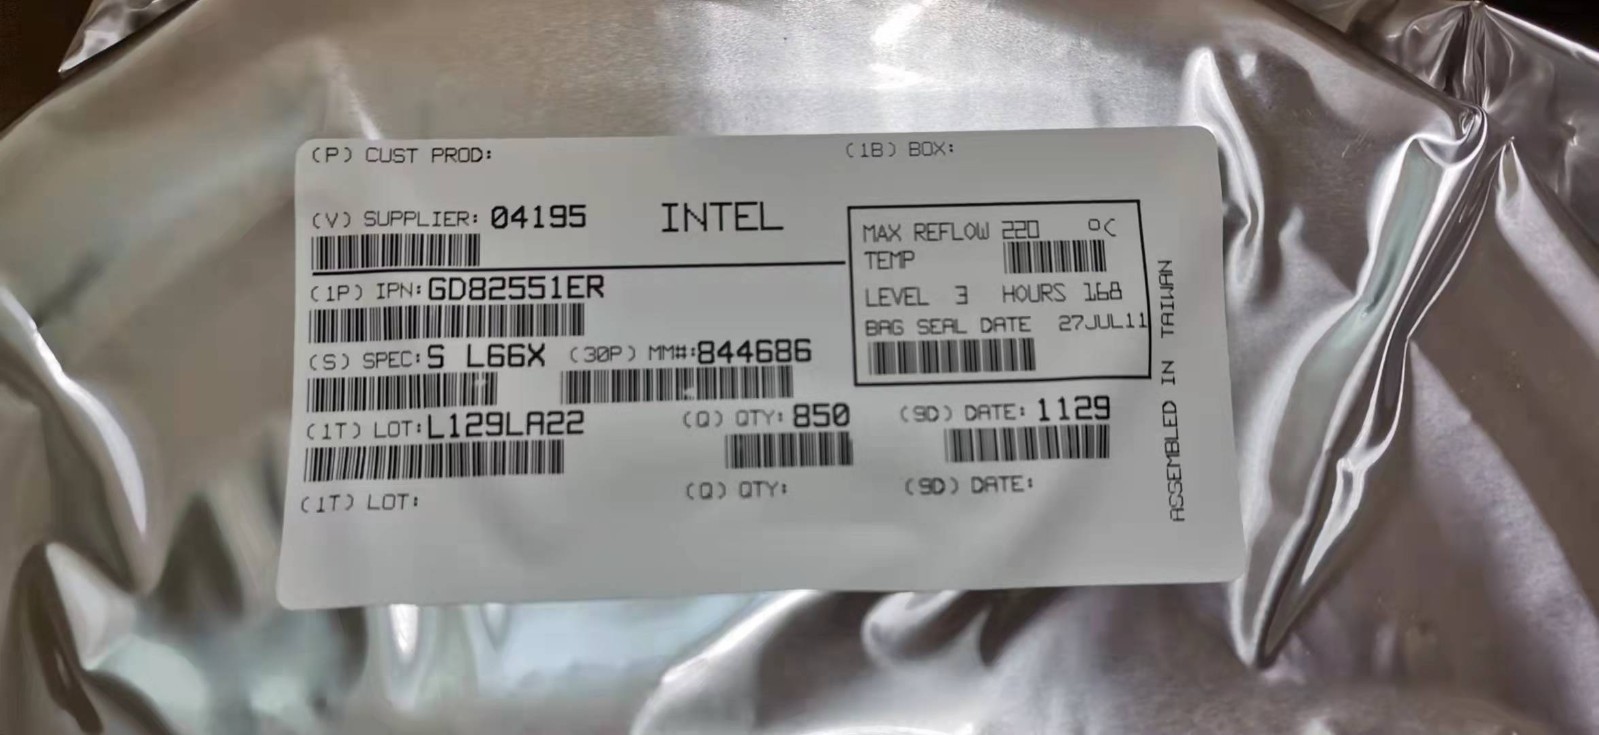 (P) CUST PROD:
(1B) BOX:
(V) SUPPLIER: 04195 INTEL
MAX REFLOW 220 °C
TEMP
(1P) IPN: GD82551ER
LEVEL 3 HOURS 168
BAG SEAL DATE 27JUL11
(S) SPEC: S L66X (30P) MM#:844686
(1T) LOT: L129LA22 (Q) QTY: 850 (9D) DATE: 1129
(1T) LOT: (Q) QTY: (9D) DATE:
ASSEMBLED IN TAIWAN